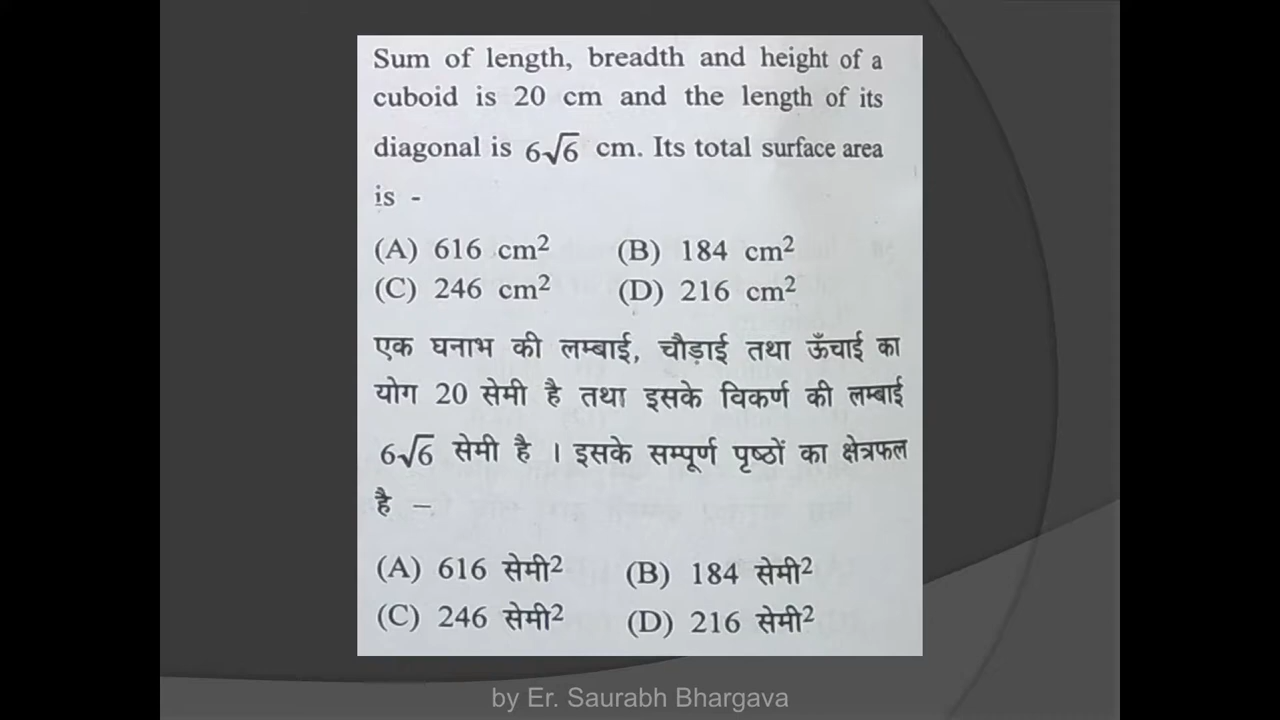 Sum of length, breadth and height of a
cuboid is 20 cm and the length of its
diagonal is 6√6 cm. Its total surface area
is -
(A) 616 cm² (B) 184 cm²
(C) 246 cm² (D) 216 cm²
एक घनाभ की लम्बाई, चौड़ाई तथा ऊँचाई का
योग 20 सेमी है तथा इसके विकर्ण की लम्बाई
6√6 सेमी है । इसके सम्पूर्ण पृष्ठों का क्षेत्रफल
है –
(A) 616 सेमी² (B) 184 सेमी²
(C) 246 सेमी² (D) 216 सेमी²
by Er. Saurabh Bhargava